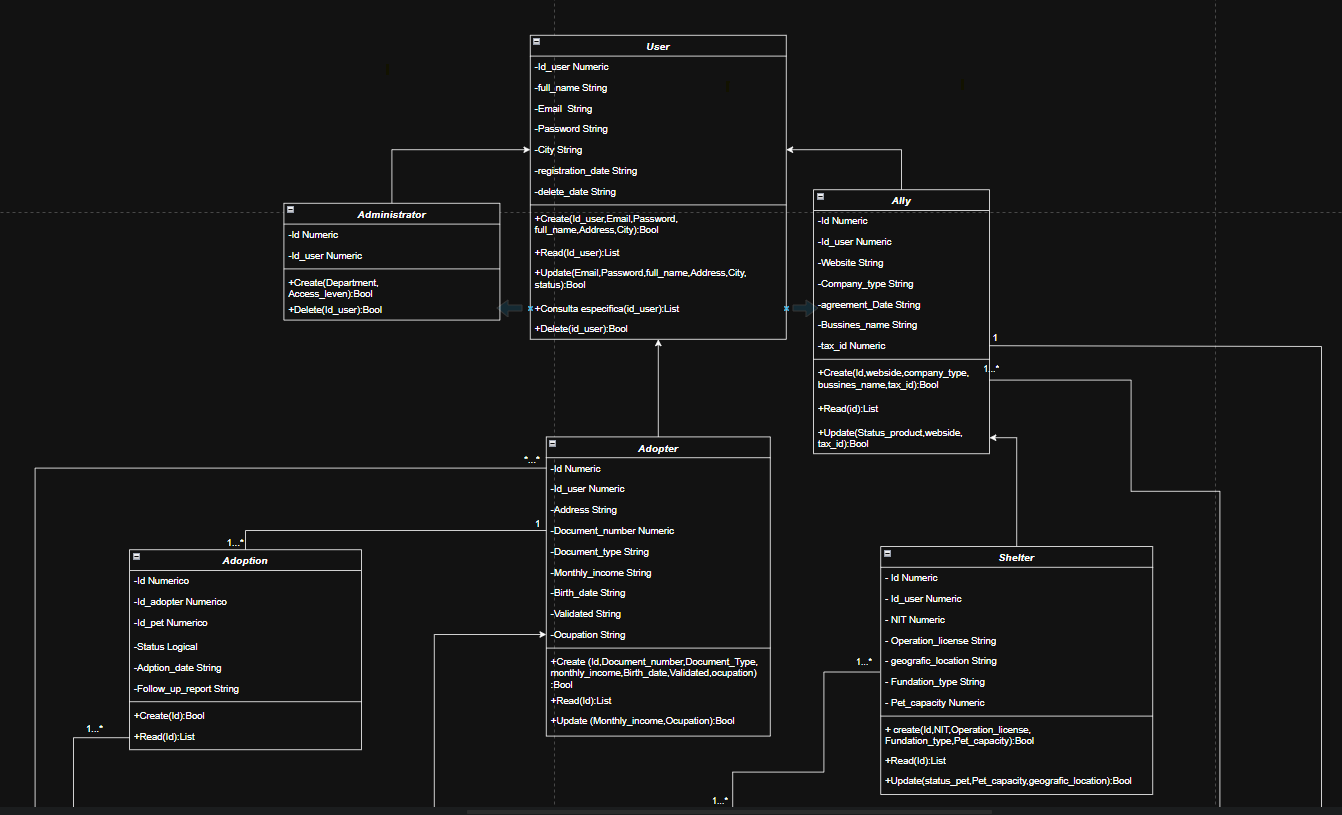 User
-Id_user Numeric
-full_name String
-Email  String
-Password String
-City String
-registration_date String
-delete_date String
+Create(Id_user,Email,Password,
full_name,Address,City):Bool
+Read(Id_user):List
+Update(Email,Password,full_name,Address,City,
status):Bool
+Consulta especifica(id_user):List
+Delete(id_user):Bool
Administrator
-Id Numeric
-Id_user Numeric
+Create(Department,
Access_leven):Bool
+Delete(Id_user):Bool
Ally
-Id Numeric
-Id_user Numeric
-Website String
-Company_type String
-agreement_Date String
-Bussines_name String
-tax_id Numeric
+Create(Id,webside,company_type,
bussines_name,tax_id):Bool
+Read(id):List
+Update(Status_product,webside,
tax_id):Bool
1
1...*
Adopter
-Id Numeric
-Id_user Numeric
-Address String
-Document_number Numeric
-Document_type String
-Monthly_income String
-Birth_date String
-Validated String
-Ocupation String
+Create (Id,Document_number,Document_Type,
monthly_income,Birth_date,Validated,ocupation)
:Bool
+Read(Id):List
+Update (Monthly_income,Ocupation):Bool
*...*
1
1...*
Adoption
-Id Numerico
-Id_adopter Numerico
-Id_pet Numerico
-Status Logical
-Adption_date String
-Follow_up_report String
+Create(Id):Bool
+Read(Id):List
1...*
Shelter
- Id Numeric
- Id_user Numeric
- NIT Numeric
- Operation_license String
- geografic_location String
- Fundation_type String
- Pet_capacity Numeric
+ create(Id,NIT,Operation_license,
Fundation_type,Pet_capacity):Bool
+Read(Id):List
+Update(status_pet,Pet_capacity,geografic_location):Bool
1...*
1...*